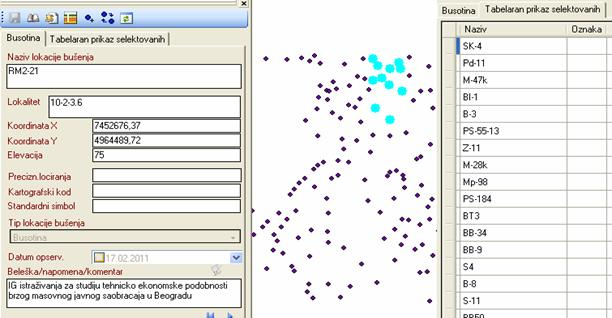 Busotina
Tabelaran prikaz selektovanih
Naziv lokacije bušenja
RM2-21
Lokalitet
10-2-3.6
Koordinata X
7452676,37
Koordinata Y
4964489,72
Elevacija
75
Precizn.lociranja
Kartografski kod
Standardni simbol
Tip lokacije bušenja
Busotina
Datum opserv.
17.02.2011
Beleška/napomena/komentar
IG istraživanja za studiju tehnicko ekonomske podobnosti
brzog masovnog javnog saobracaja u Beogradu
Busotina
Tabelaran prikaz selektovanih
Naziv
Oznaka
SK-4
Pd-11
M-47k
BI-1
B-3
PS-55-13
Z-11
M-28k
Mp-98
PS-184
BT3
BB-34
BB-9
S4
B-8
S-11